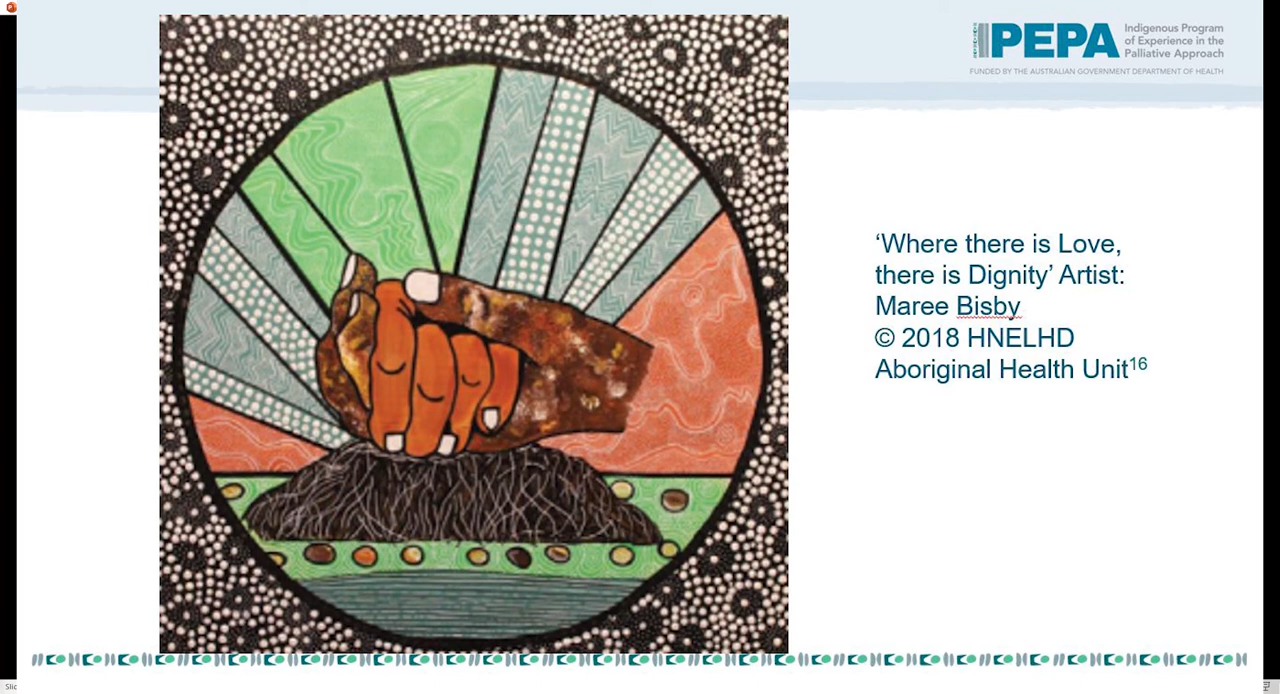 PEPA
Indigenous Program
of Experience in the
Palliative Approach
FUNDED BY THE AUSTRALIAN GOVERNMENT DEPARTMENT OF HEALTH
‘Where there is Love,
there is Dignity’ Artist:
Maree Bisby
© 2018 HNELHD
Aboriginal Health Unit¹⁶